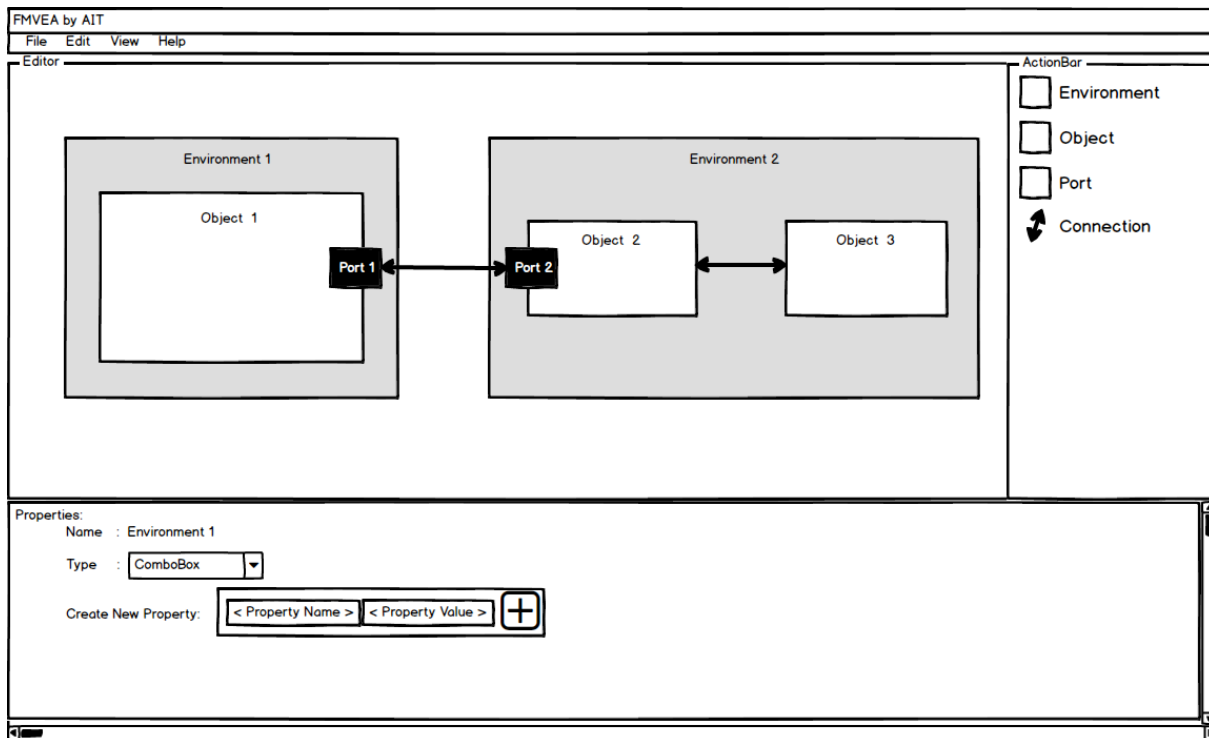 FMVEA by AIT
File Edit View Help
Editor
ActionBar
Environment
Object
Port
Connection
Environment 1
Object 1
Port 1
Environment 2
Port 2
Object 2
Object 3
Properties:
Name : Environment 1
Type : ComboBox
Create New Property: < Property Name > < Property Value >